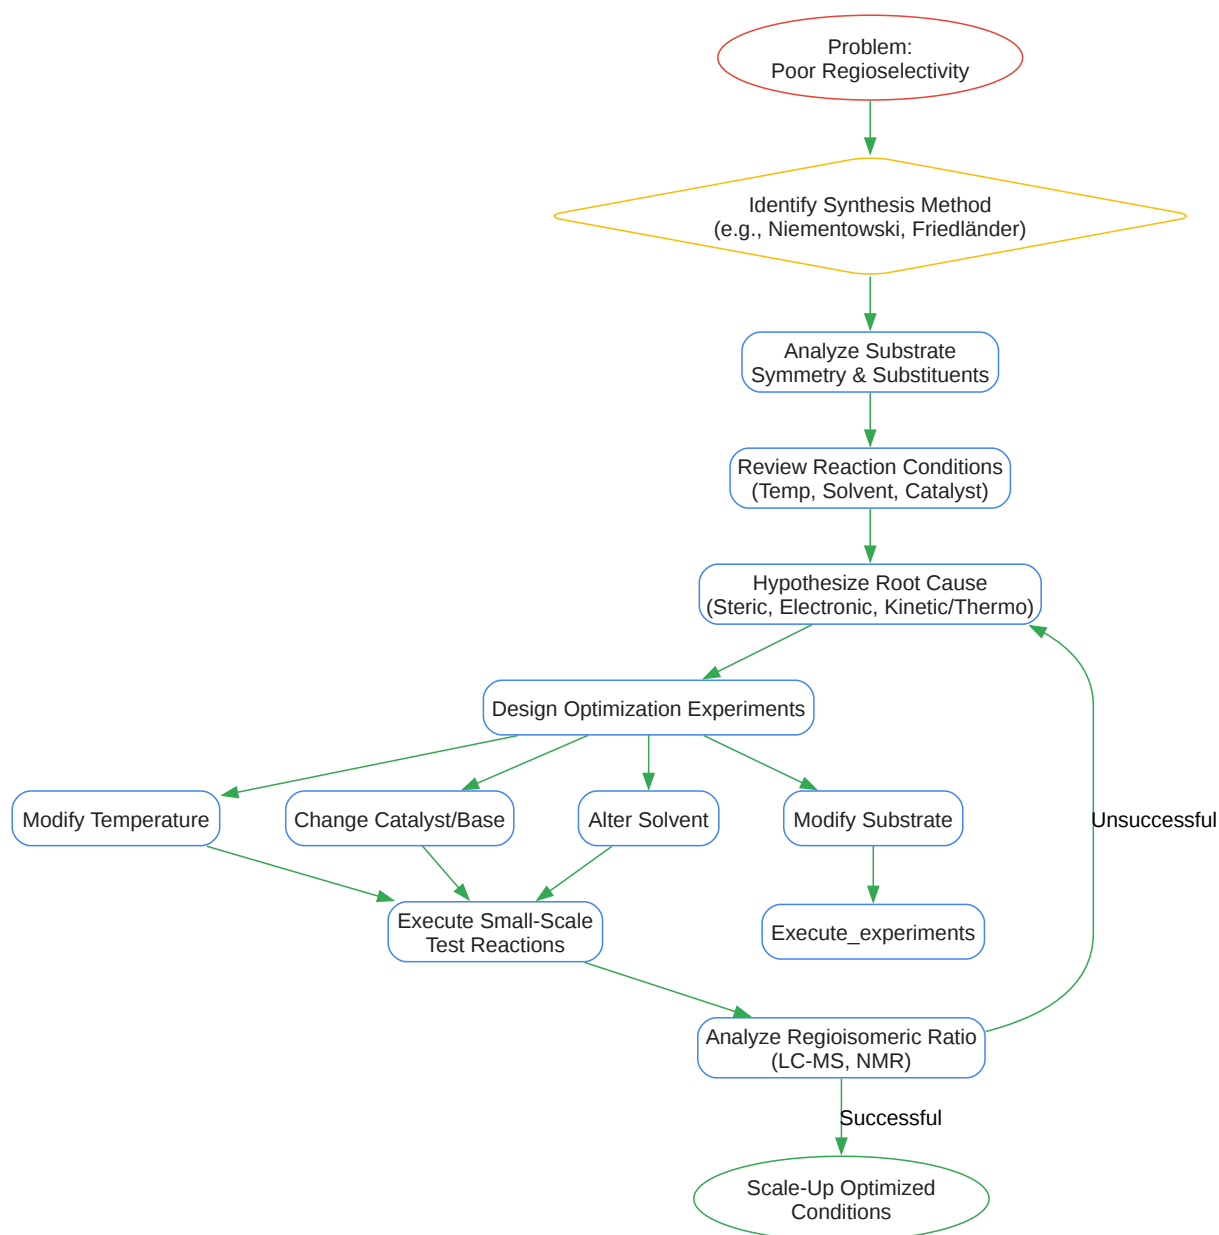 Problem:
Poor Regioselectivity
Identify Synthesis Method
(e.g., Niementowski, Friedländer)
Analyze Substrate
Symmetry & Substituents
Review Reaction Conditions
(Temp, Solvent, Catalyst)
Hypothesize Root Cause
(Steric, Electronic, Kinetic/Thermo)
Design Optimization Experiments
Modify Temperature
Change Catalyst/Base
Alter Solvent
Modify Substrate
Unsuccessful
Execute Small-Scale
Test Reactions
Execute_experiments
Analyze Regioisomeric Ratio
(LC-MS, NMR)
Successful
Scale-Up Optimized
Conditions